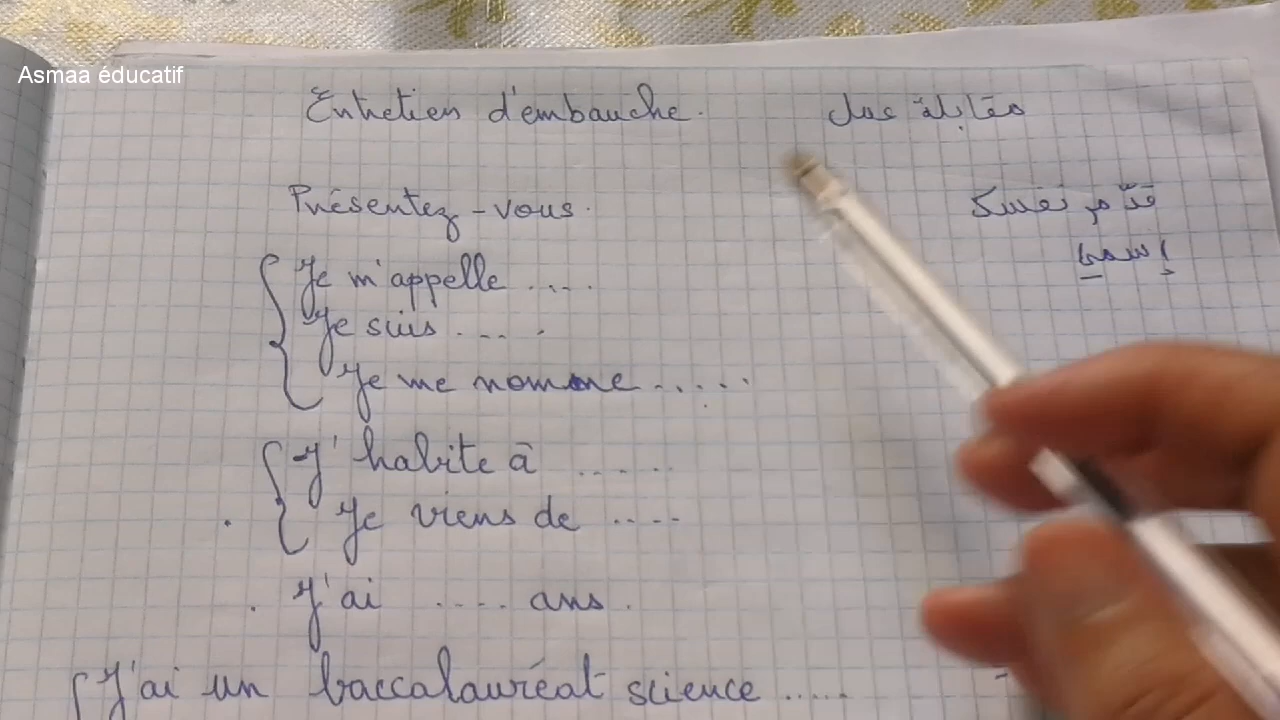 Asmaa éducatif
Entretien d'embauche. مقابلة عمل
Présentez-vous. قدّم نفسك
Je m'appelle .... إسمي
Je suis ....
Je me nomme .....
J'habite à ......
Je viens de ....
J'ai .... ans.
J'ai un baccalauréat science .....